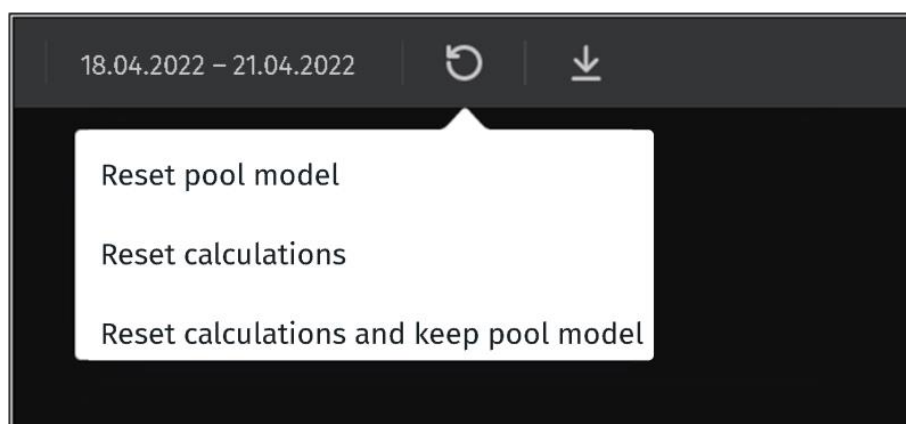 18.04.2022 – 21.04.2022
Reset pool model
Reset calculations
Reset calculations and keep pool model